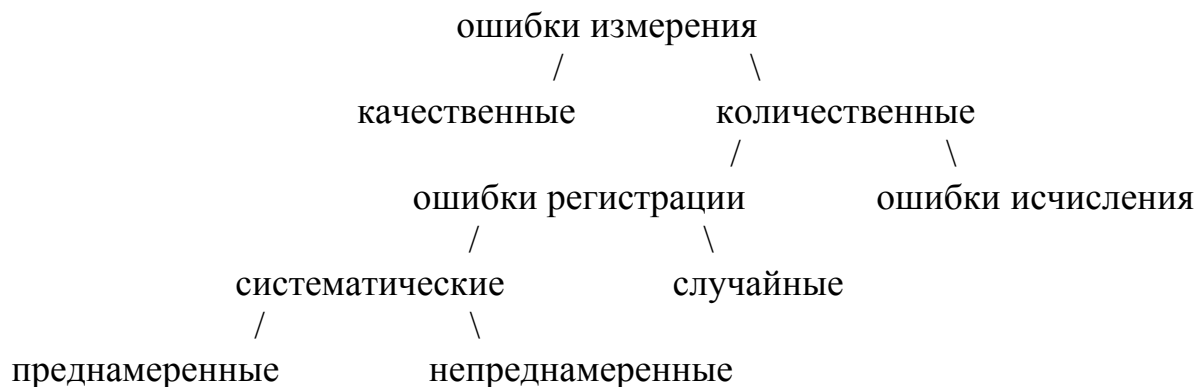 ошибки измерения
/ \
качественные количественные
/ \
ошибки регистрации ошибки исчисления
/ \
систематические случайные
/ \
преднамеренные непреднамеренные